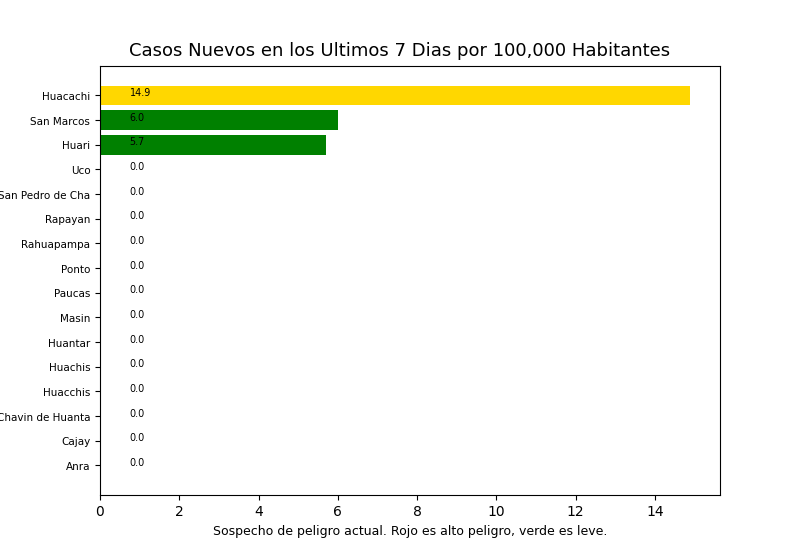 Casos Nuevos en los Ultimos 7 Dias por 100,000 Habitantes
Huacachi 14.9
San Marcos 6.0
Huari 5.7
Uco 0.0
San Pedro de Cha 0.0
Rapayan 0.0
Rahuapampa 0.0
Ponto 0.0
Paucas 0.0
Masin 0.0
Huantar 0.0
Huachis 0.0
Huacchis 0.0
Chavin de Huanta 0.0
Cajay 0.0
Anra 0.0
0 2 4 6 8 10 12 14
Sospecho de peligro actual. Rojo es alto peligro, verde es leve.